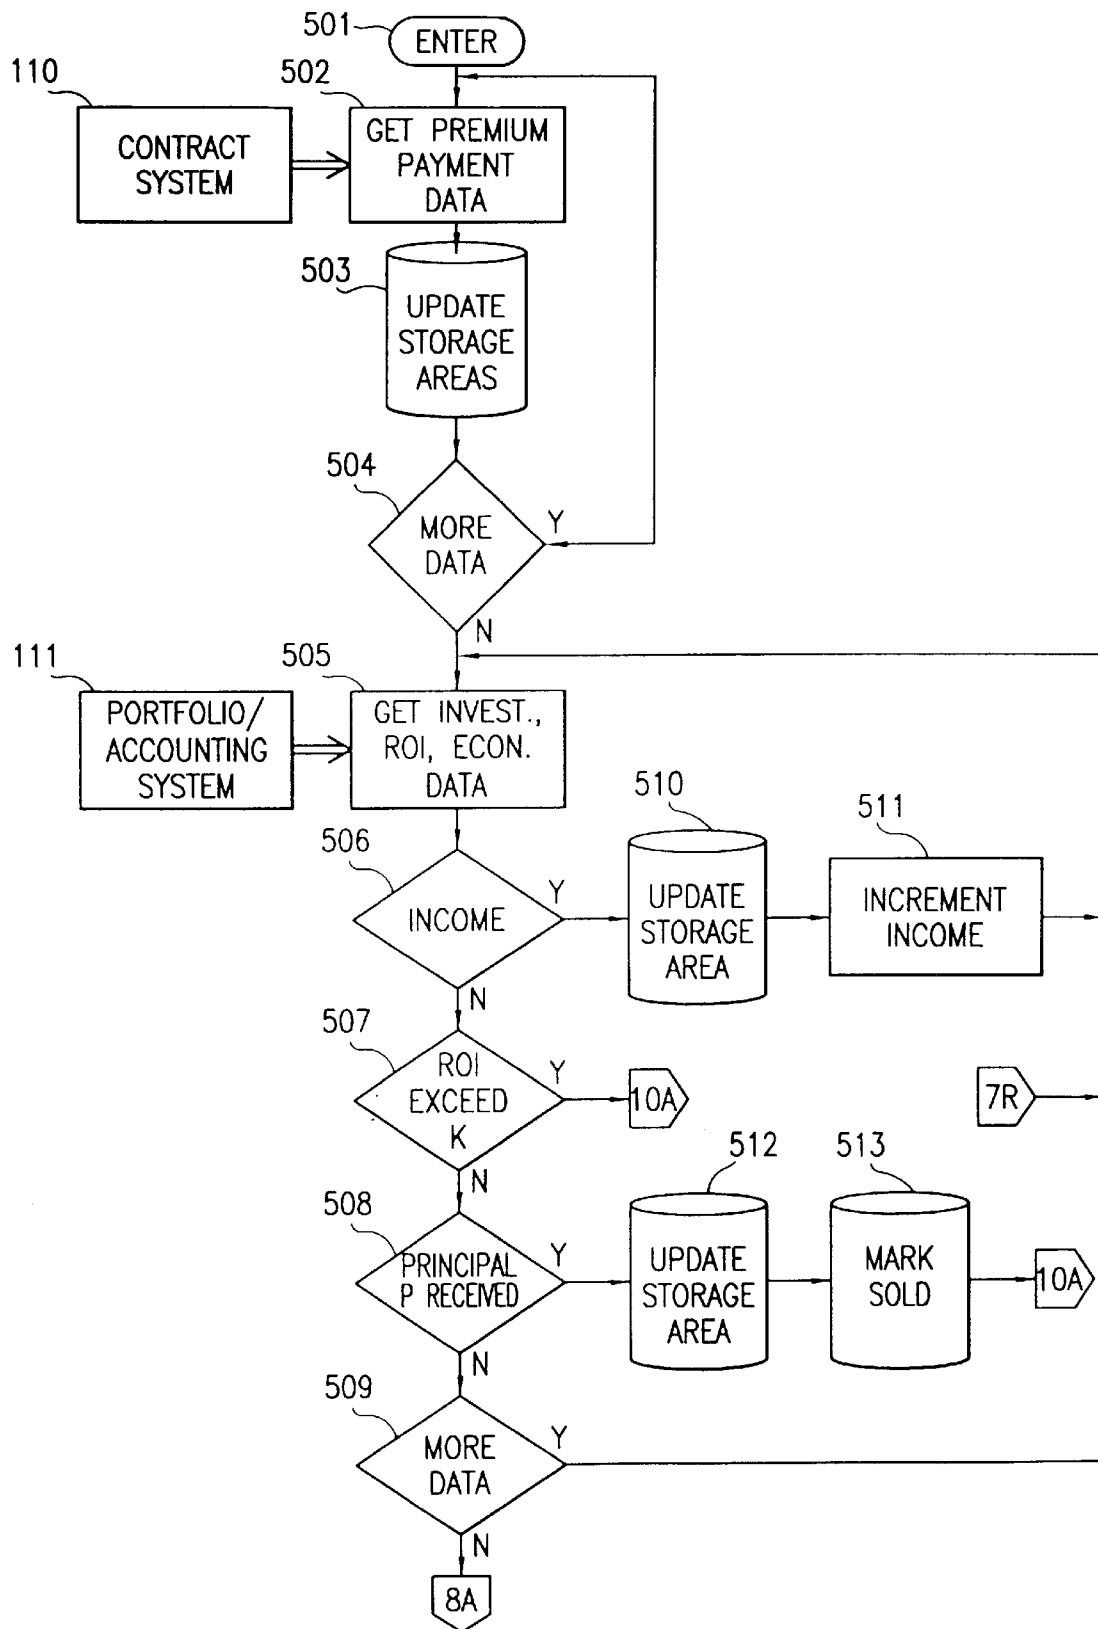 501
ENTER
110
502
CONTRACT
SYSTEM
GET PREMIUM
PAYMENT
DATA
503
UPDATE
STORAGE
AREAS
504
MORE
DATA
Y
N
111
505
PORTFOLIO/
ACCOUNTING
SYSTEM
GET INVEST.,
ROI, ECON.
DATA
506
INCOME
Y
N
510
UPDATE
STORAGE
AREA
511
INCREMENT
INCOME
507
ROI
EXCEED
K
Y
N
10A
7R
508
PRINCIPAL
P RECEIVED
Y
N
512
UPDATE
STORAGE
AREA
513
MARK
SOLD
10A
509
MORE
DATA
Y
N
8A